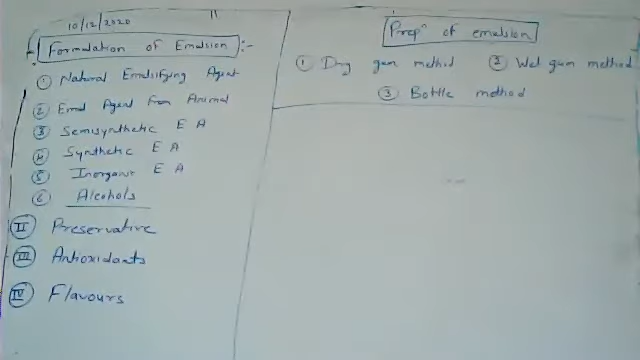 10/12/2020
Formulation of Emulsion :-
① Natural Emulsifying Agent
② Emul Agent from Animal
③ Semisynthetic E A
④ Synthetic E A
⑤ Inorganic E A
⑥ Alcohols
II Preservative
III Antioxidants
IV Flavours
Prepⁿ of emulsion
① Dry gum method ② Wet gum method
③ Bottle method